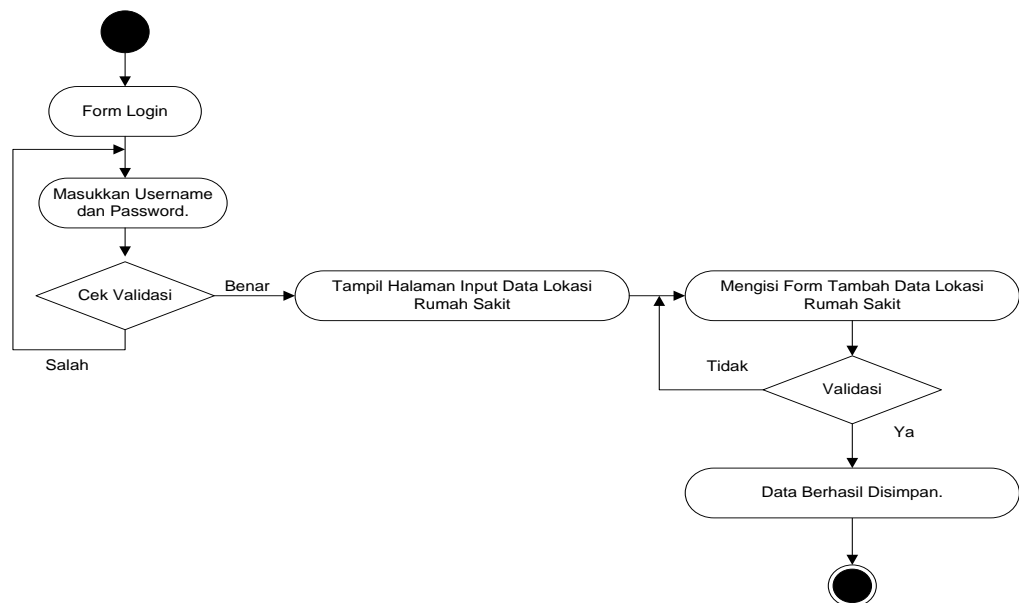 Form Login
Masukkan Username
dan Password.
Cek Validasi
Benar
Salah
Tampil Halaman Input Data Lokasi
Rumah Sakit
Mengisi Form Tambah Data Lokasi
Rumah Sakit
Tidak
Validasi
Ya
Data Berhasil Disimpan.